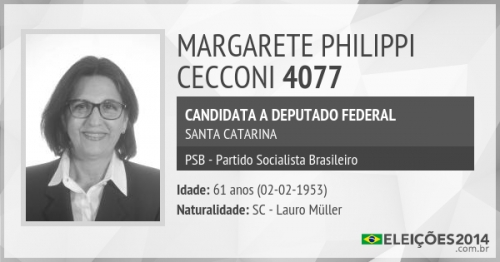 MARGARETE PHILIPPI
CECCONI 4077
CANDIDATA A DEPUTADO FEDERAL
SANTA CATARINA
PSB - Partido Socialista Brasileiro
Idade: 61 anos (02-02-1953)
Naturalidade: SC - Lauro Müller
ELEIÇÕES2014
.com.br